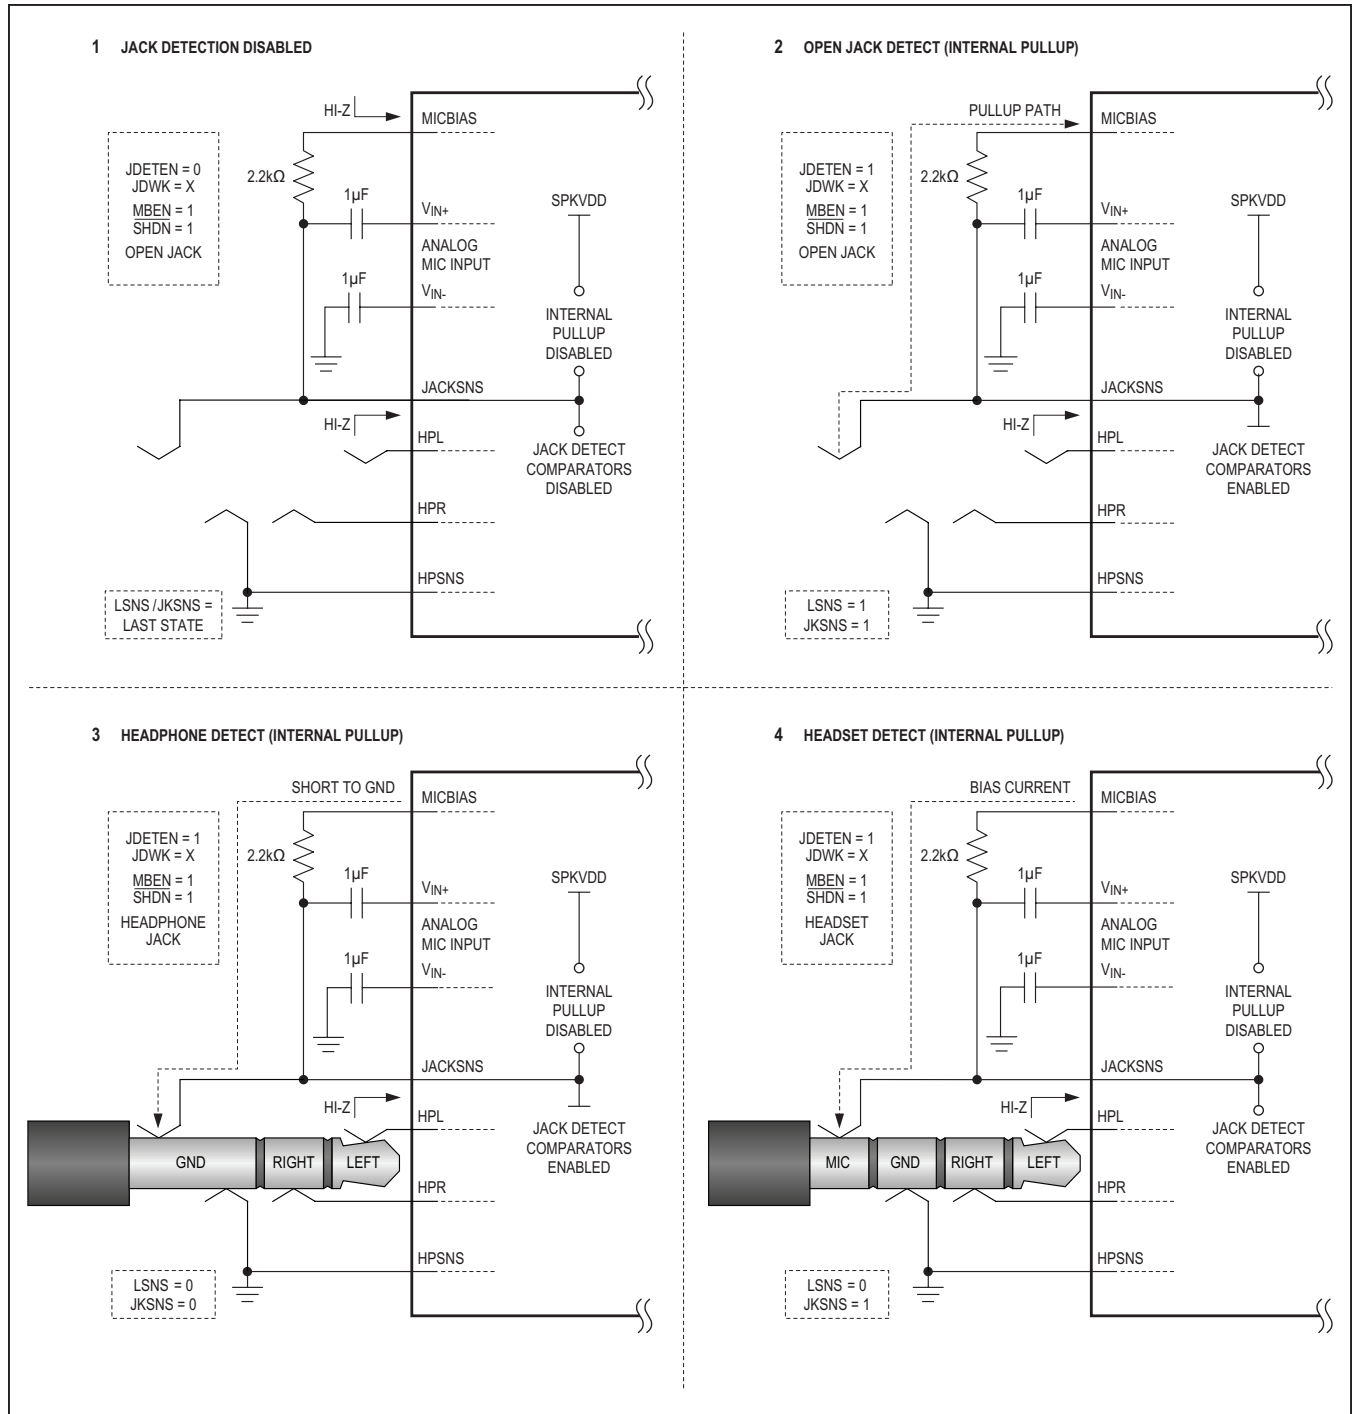 1 JACK DETECTION DISABLED
HI-Z
MICBIAS
JDETEN = 0
JDWK = X
MBEN = 1
SHDN = 1
OPEN JACK
2.2kΩ
1µF
VIN+
SPKVDD
ANALOG
MIC INPUT
1µF
VIN-
INTERNAL
PULLUP
DISABLED
JACKSNS
HI-Z
HPL
JACK DETECT
COMPARATORS
DISABLED
HPR
HPSNS
LSNS /JKSNS =
LAST STATE
2 OPEN JACK DETECT (INTERNAL PULLUP)
PULLUP PATH
MICBIAS
JDETEN = 1
JDWK = X
MBEN = 1
SHDN = 1
OPEN JACK
2.2kΩ
1µF
VIN+
SPKVDD
ANALOG
MIC INPUT
1µF
VIN-
INTERNAL
PULLUP
DISABLED
JACKSNS
HI-Z
HPL
JACK DETECT
COMPARATORS
ENABLED
HPR
HPSNS
LSNS = 1
JKSNS = 1
3 HEADPHONE DETECT (INTERNAL PULLUP)
SHORT TO GND
MICBIAS
JDETEN = 1
JDWK = X
MBEN = 1
SHDN = 1
HEADPHONE
JACK
2.2kΩ
1µF
VIN+
SPKVDD
ANALOG
MIC INPUT
1µF
VIN-
INTERNAL
PULLUP
DISABLED
JACKSNS
HI-Z
HPL
JACK DETECT
COMPARATORS
ENABLED
GND RIGHT LEFT
HPR
HPSNS
LSNS = 0
JKSNS = 0
4 HEADSET DETECT (INTERNAL PULLUP)
BIAS CURRENT
MICBIAS
JDETEN = 1
JDWK = X
MBEN = 1
SHDN = 1
HEADSET
JACK
2.2kΩ
1µF
VIN+
SPKVDD
ANALOG
MIC INPUT
1µF
VIN-
INTERNAL
PULLUP
DISABLED
JACKSNS
HI-Z
HPL
JACK DETECT
COMPARATORS
ENABLED
MIC GND RIGHT LEFT
HPR
HPSNS
LSNS = 0
JKSNS = 1